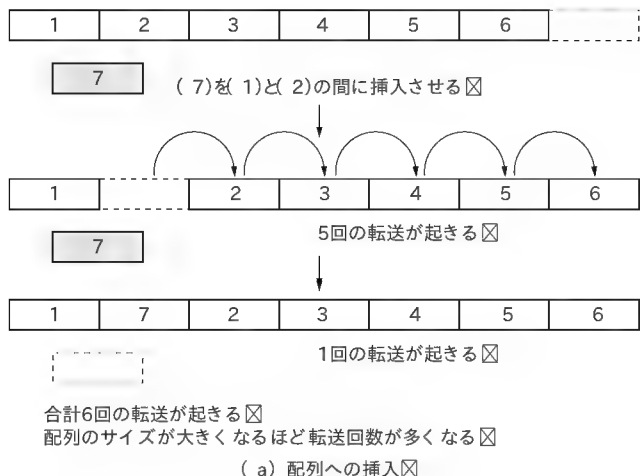 1 2 3 4 5 6
7
( 7)を( 1)と( 2)の間に挿入させる☒
1 2 3 4 5 6
5回の転送が起きる☒
7
1 7 2 3 4 5 6
1回の転送が起きる☒
合計6回の転送が起きる☒
配列のサイズが大きくなるほど転送回数が多くなる☒
( a) 配列への挿入☒